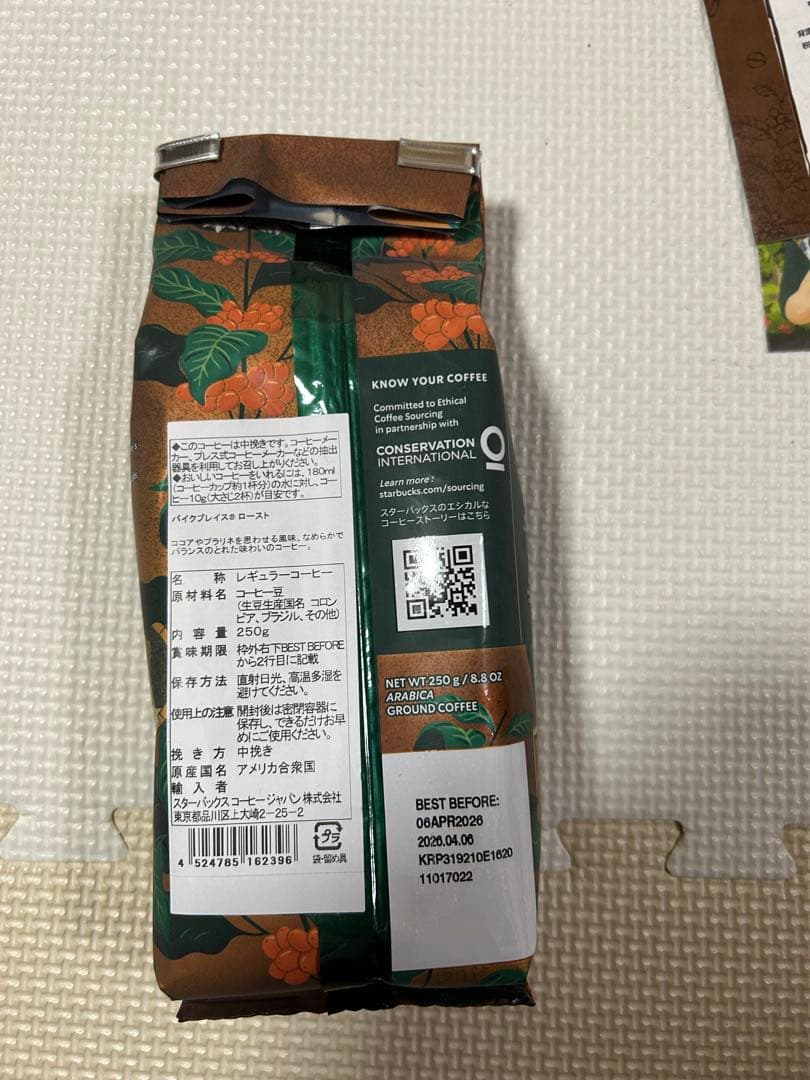 ◆このコーヒーは中挽きです。コーヒーメー
カー、プレス式コーヒーメーカーなどの抽出
器具を利用してお召し上がりください。
◆おいしいコーヒーをいれるには、180ml
(コーヒーカップ約1杯分)の水に対し、コー
ヒー10g(大さじ2杯)が目安です。
パイクプレイス® ロースト
ココアやプラリネを思わせる風味、なめらかで
バランスのとれた味わいのコーヒー。
名 称 レギュラーコーヒー
原材料名 コーヒー豆
(生豆生産国名 コロン
ビア、ブラジル、その他)
内容量 250g
賞味期限 枠外右下BEST BEFORE
から2行目に記載
保存方法 直射日光、高温多湿を
避けてください。
使用上の注意 開封後は密閉容器に
保存し、できるだけお早
めにご使用ください。
挽き方 中挽き
原産国名 アメリカ合衆国
輸入者
スターバックス コーヒージャパン 株式会社
東京都品川区上大崎2-25-2
4 524785 162396
プラ
袋・留め具
KNOW YOUR COFFEE
Committed to Ethical
Coffee Sourcing
in partnership with
CONSERVATION
INTERNATIONAL
Learn more:
starbucks.com/sourcing
スターバックスのエシカルな
コーヒーストーリーはこちら
NET WT 250 g / 8.8 OZ
ARABICA
GROUND COFFEE
BEST BEFORE:
06APR2026
2026.04.06
KRP319210E1620
11017022